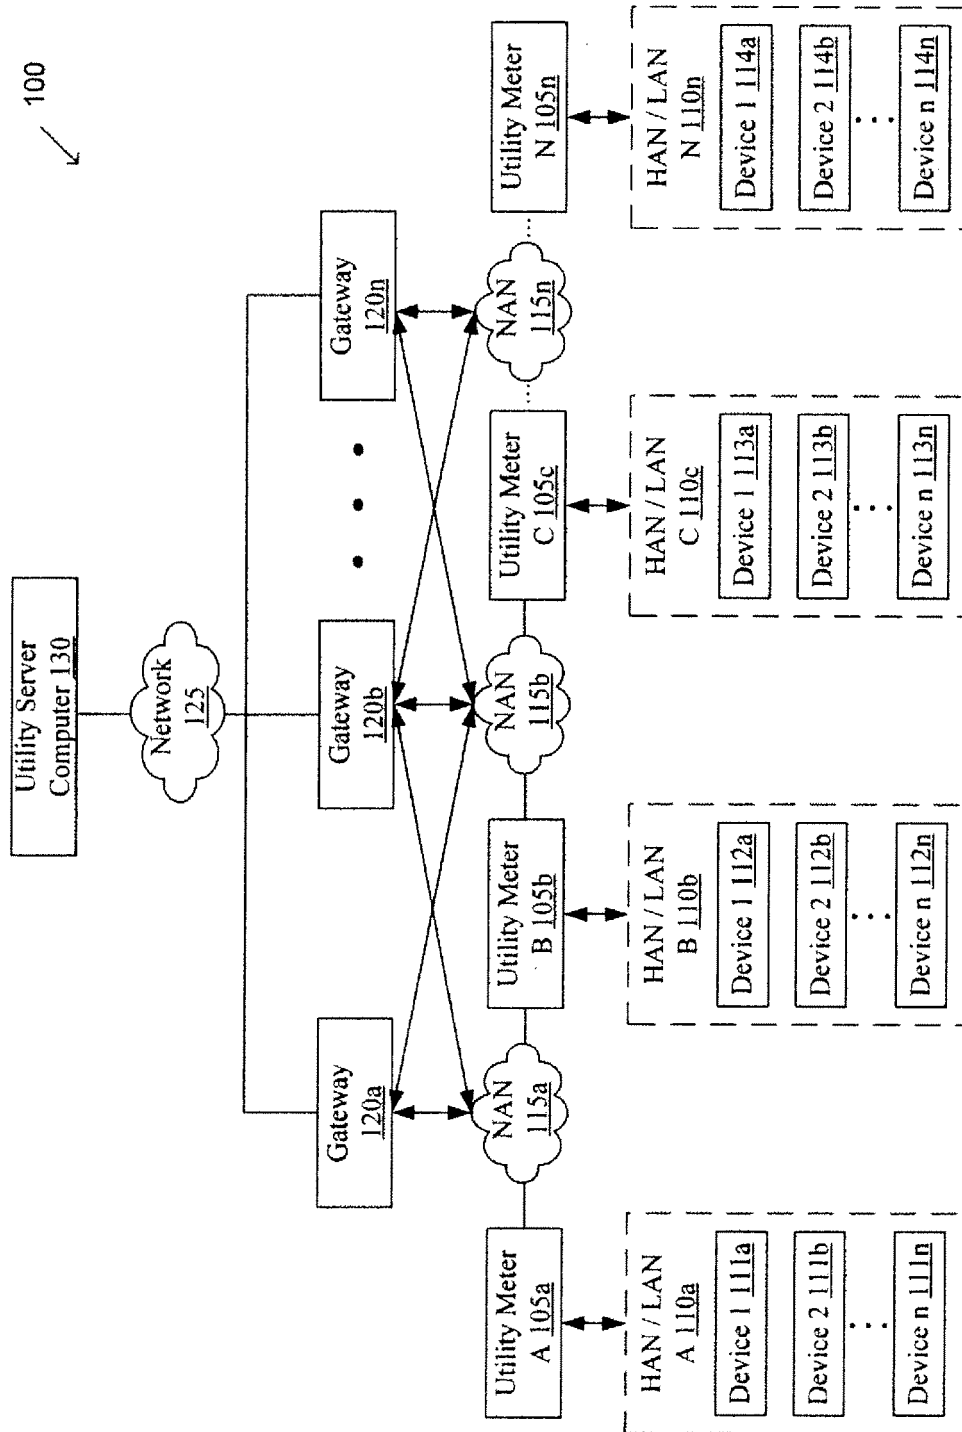 100
Utility Server
Computer 130
Network
125
Gateway
120a
Gateway
120b
Gateway
120n
NAN
115a
NAN
115b
NAN
115n
Utility Meter
A 105a
Utility Meter
B 105b
Utility Meter
C 105c
Utility Meter
N 105n
HAN / LAN
A 110a
Device 1 111a
Device 2 111b
Device n 111n
HAN / LAN
B 110b
Device 1 112a
Device 2 112b
Device n 112n
HAN / LAN
C 110c
Device 1 113a
Device 2 113b
Device n 113n
HAN / LAN
N 110n
Device 1 114a
Device 2 114b
Device n 114n